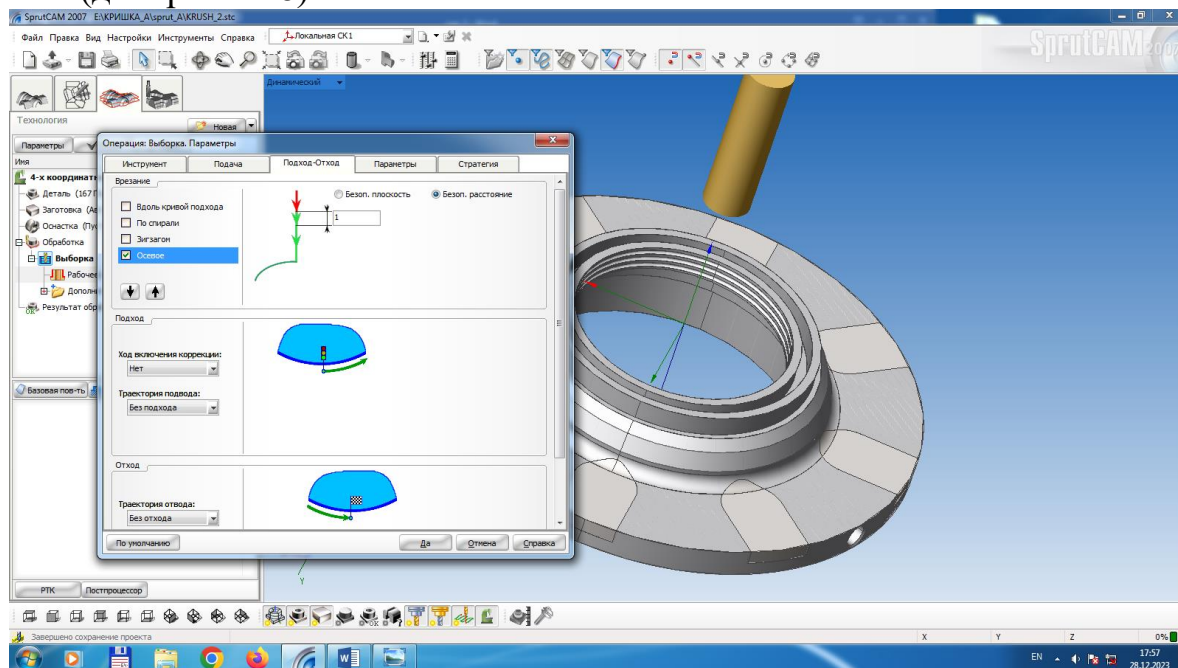 SprutCAM 2007 E:\КРИШКА_A\sprut_A\KRUSH_2.stc
Файл Правка Вид Настройки Инструменты Справка
Локальная СК1
SprutCAM 2007
Динамический
Технология
Новая
Параметры
Имя
4-х координатн
Деталь (167 Г
Заготовка (Ав
Оснастка (Пу
Обработка
Выборка
Рабочее
Дополн
Результат обр
Базовая пов-ть
Операция: Выборка. Параметры
Инструмент Подача Подход-Отход Параметры Стратегия
Врезание
Безоп. плоскость Безоп. расстояние
Вдоль кривой подхода
По спирали
Зигзагом
Осевое
1
Подход
Ход включения коррекции:
Нет
Траектория подвода:
Без подхода
Отход
Траектория отвода:
Без отхода
По умолчанию Да Отмена Справка
РТК Постпроцессор
Y
Завершено сохранение проекта X Y Z 0%
EN 17:57
28.12.2023